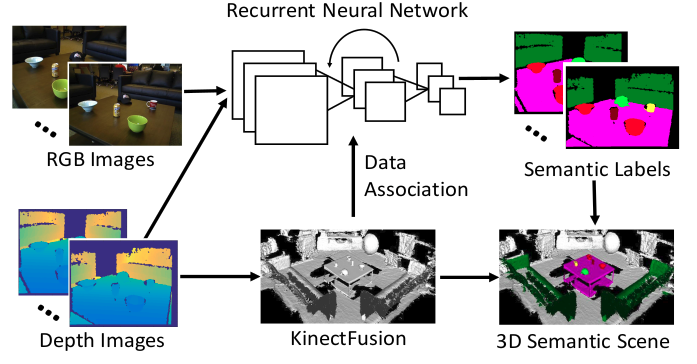 Recurrent Neural Network
RGB Images
Data
Association
Semantic Labels
Depth Images
KinectFusion
3D Semantic Scene